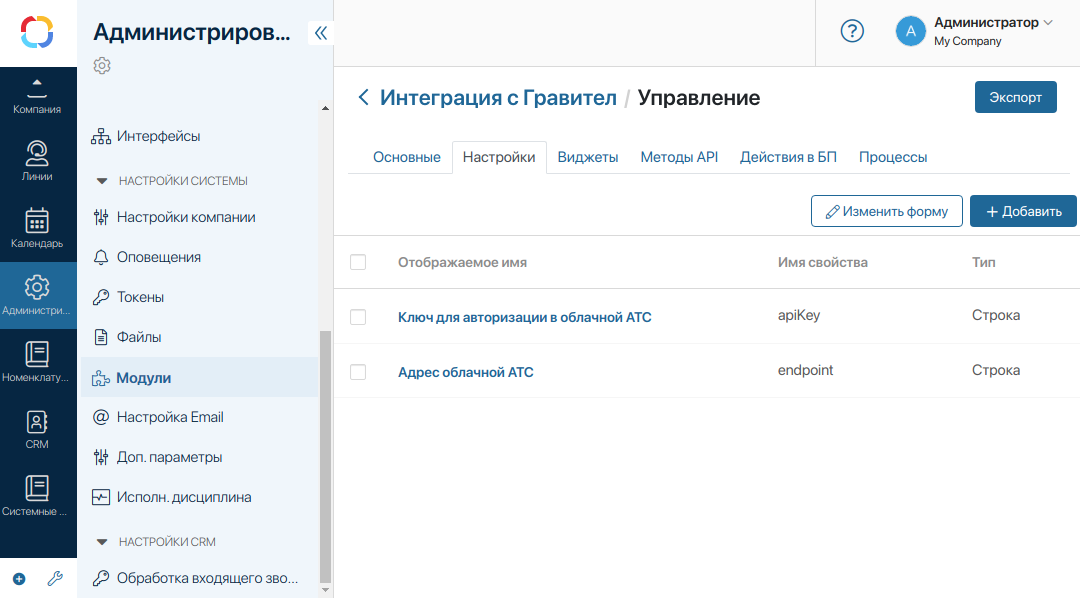 Компания
Линии
Календарь
Администри...
Номенклату...
CRM
Системные ...
Администриров...
Интерфейсы
НАСТРОЙКИ СИСТЕМЫ
Настройки компании
Оповещения
Токены
Файлы
Модули
Настройка Email
Доп. параметры
Исполн. дисциплина
НАСТРОЙКИ CRM
Обработка входящего зво...
?
А
Администратор
My Company
Интеграция с Гравител / Управление
Экспорт
Основные Настройки Виджеты Методы API Действия в БП Процессы
Изменить форму
+ Добавить
Отображаемое имя Имя свойства Тип
Ключ для авторизации в облачной АТС apiKey Строка
Адрес облачной АТС endpoint Строка